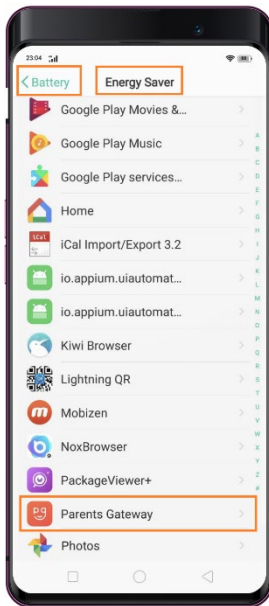 23:04
Battery
Energy Saver
Google Play Movies &...
Google Play Music
Google Play services...
Home
iCal
iCal Import/Export 3.2
io.appium.uiautomat...
io.appium.uiautomat...
Kiwi Browser
Lightning QR
Mobizen
NoxBrowser
PackageViewer+
Parents Gateway
Photos
A
B
C
D
E
F
G
H
I
J
K
L
M
N
O
P
Q
R
S
T
U
V
W
X
Y
Z
#